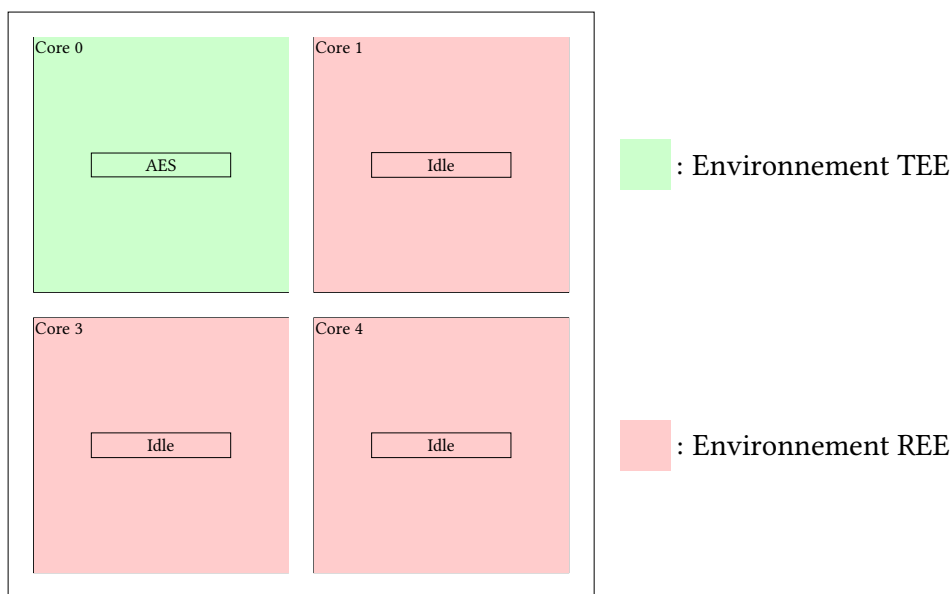 Core 0
Core 1
AES
Idle
: Environnement TEE
Core 3
Core 4
Idle
Idle
: Environnement REE